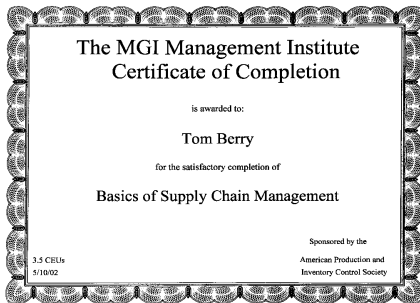 The MGI Management Institute
Certificate of Completion
is awarded to:
Tom Berry
for the satisfactory completion of
Basics of Supply Chain Management
Sponsored by the
3.5 CEUs
American Production and
5/10/02
Inventory Control Society